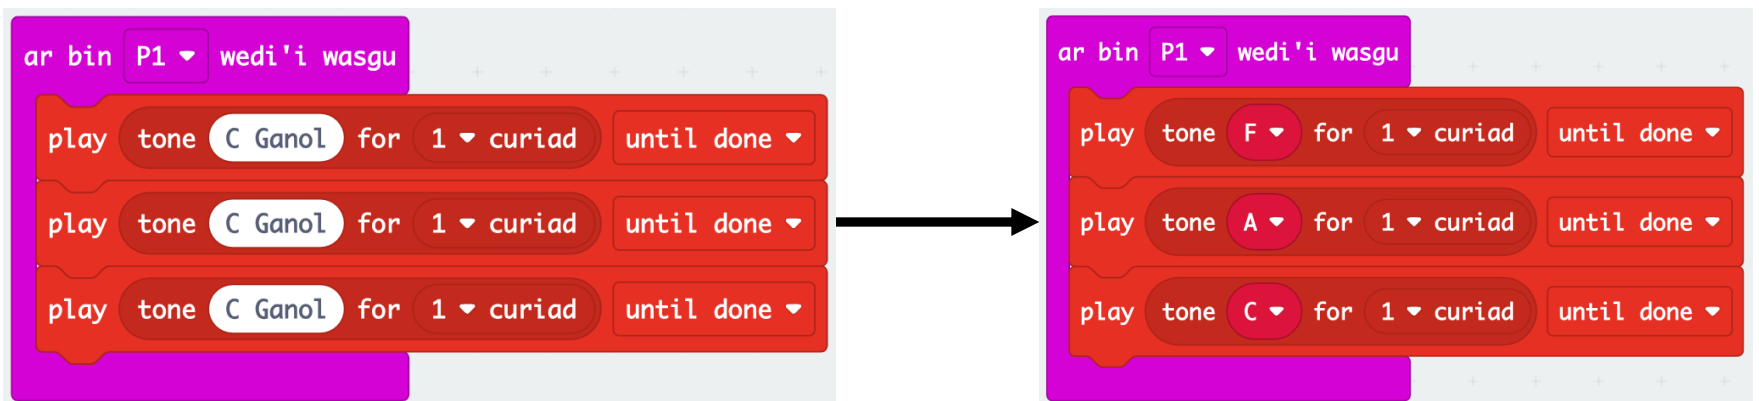 ar bin P1 wedi'i wasgu
play tone C Ganol for 1 curiad until done
play tone C Ganol for 1 curiad until done
play tone C Ganol for 1 curiad until done
ar bin P1 wedi'i wasgu
play tone F for 1 curiad until done
play tone A for 1 curiad until done
play tone C for 1 curiad until done